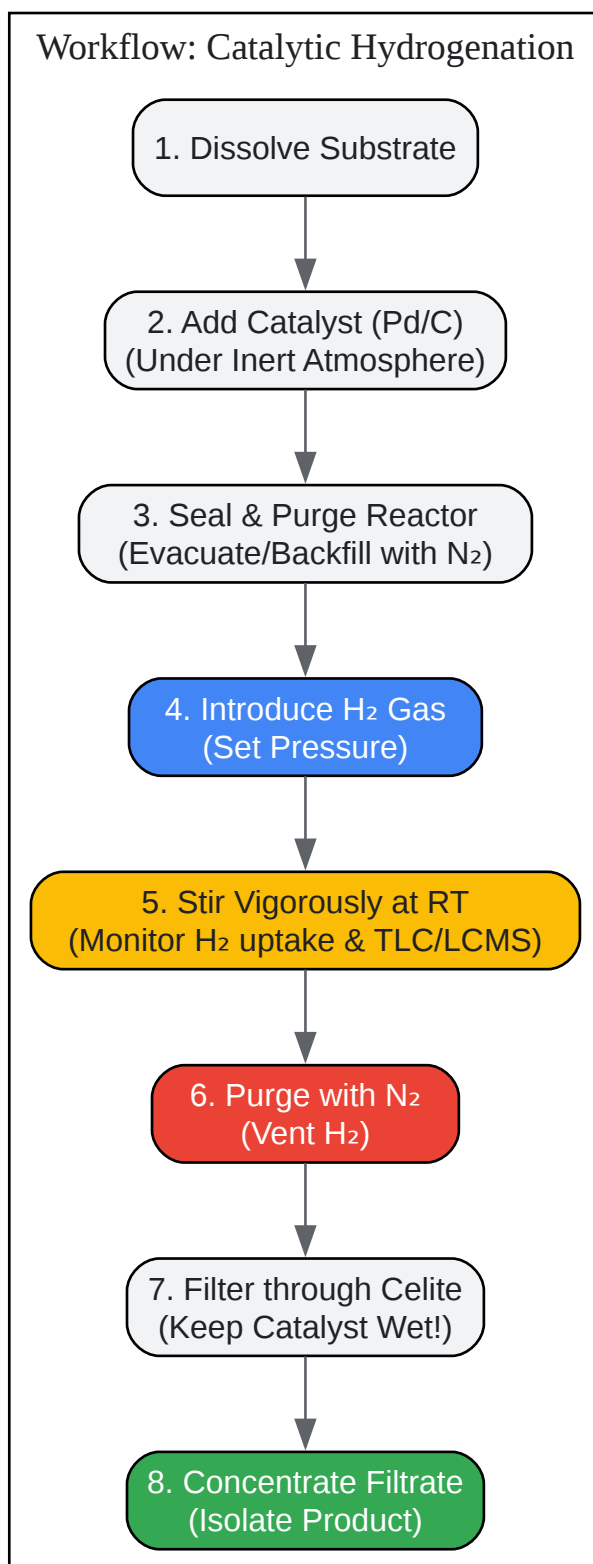 Workflow: Catalytic Hydrogenation
1. Dissolve Substrate
2. Add Catalyst (Pd/C)
(Under Inert Atmosphere)
3. Seal & Purge Reactor
(Evacuate/Backfill with N₂)
4. Introduce H₂ Gas
(Set Pressure)
5. Stir Vigorously at RT
(Monitor H₂ uptake & TLC/LCMS)
6. Purge with N₂
(Vent H₂)
7. Filter through Celite
(Keep Catalyst Wet!)
8. Concentrate Filtrate
(Isolate Product)